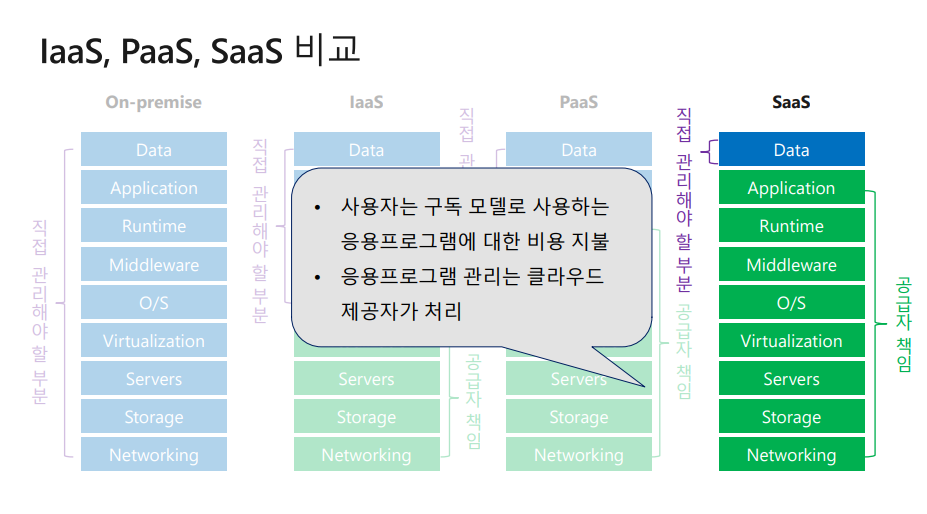 IaaS, PaaS, SaaS 비교
On-premise
직접 관리해야 할 부분
Data
Application
Runtime
Middleware
O/S
Virtualization
Servers
Storage
Networking
IaaS
직접 관리해야 할 부분
Data
Servers
Storage
Networking
공급자 책임
PaaS
직접 관
Data
Servers
Storage
Networking
공급자 책임
• 사용자는 구독 모델로 사용하는
응용프로그램에 대한 비용 지불
• 응용프로그램 관리는 클라우드
제공자가 처리
SaaS
직접 관리해야 할 부분
Data
Application
Runtime
Middleware
O/S
Virtualization
Servers
Storage
Networking
공급자 책임